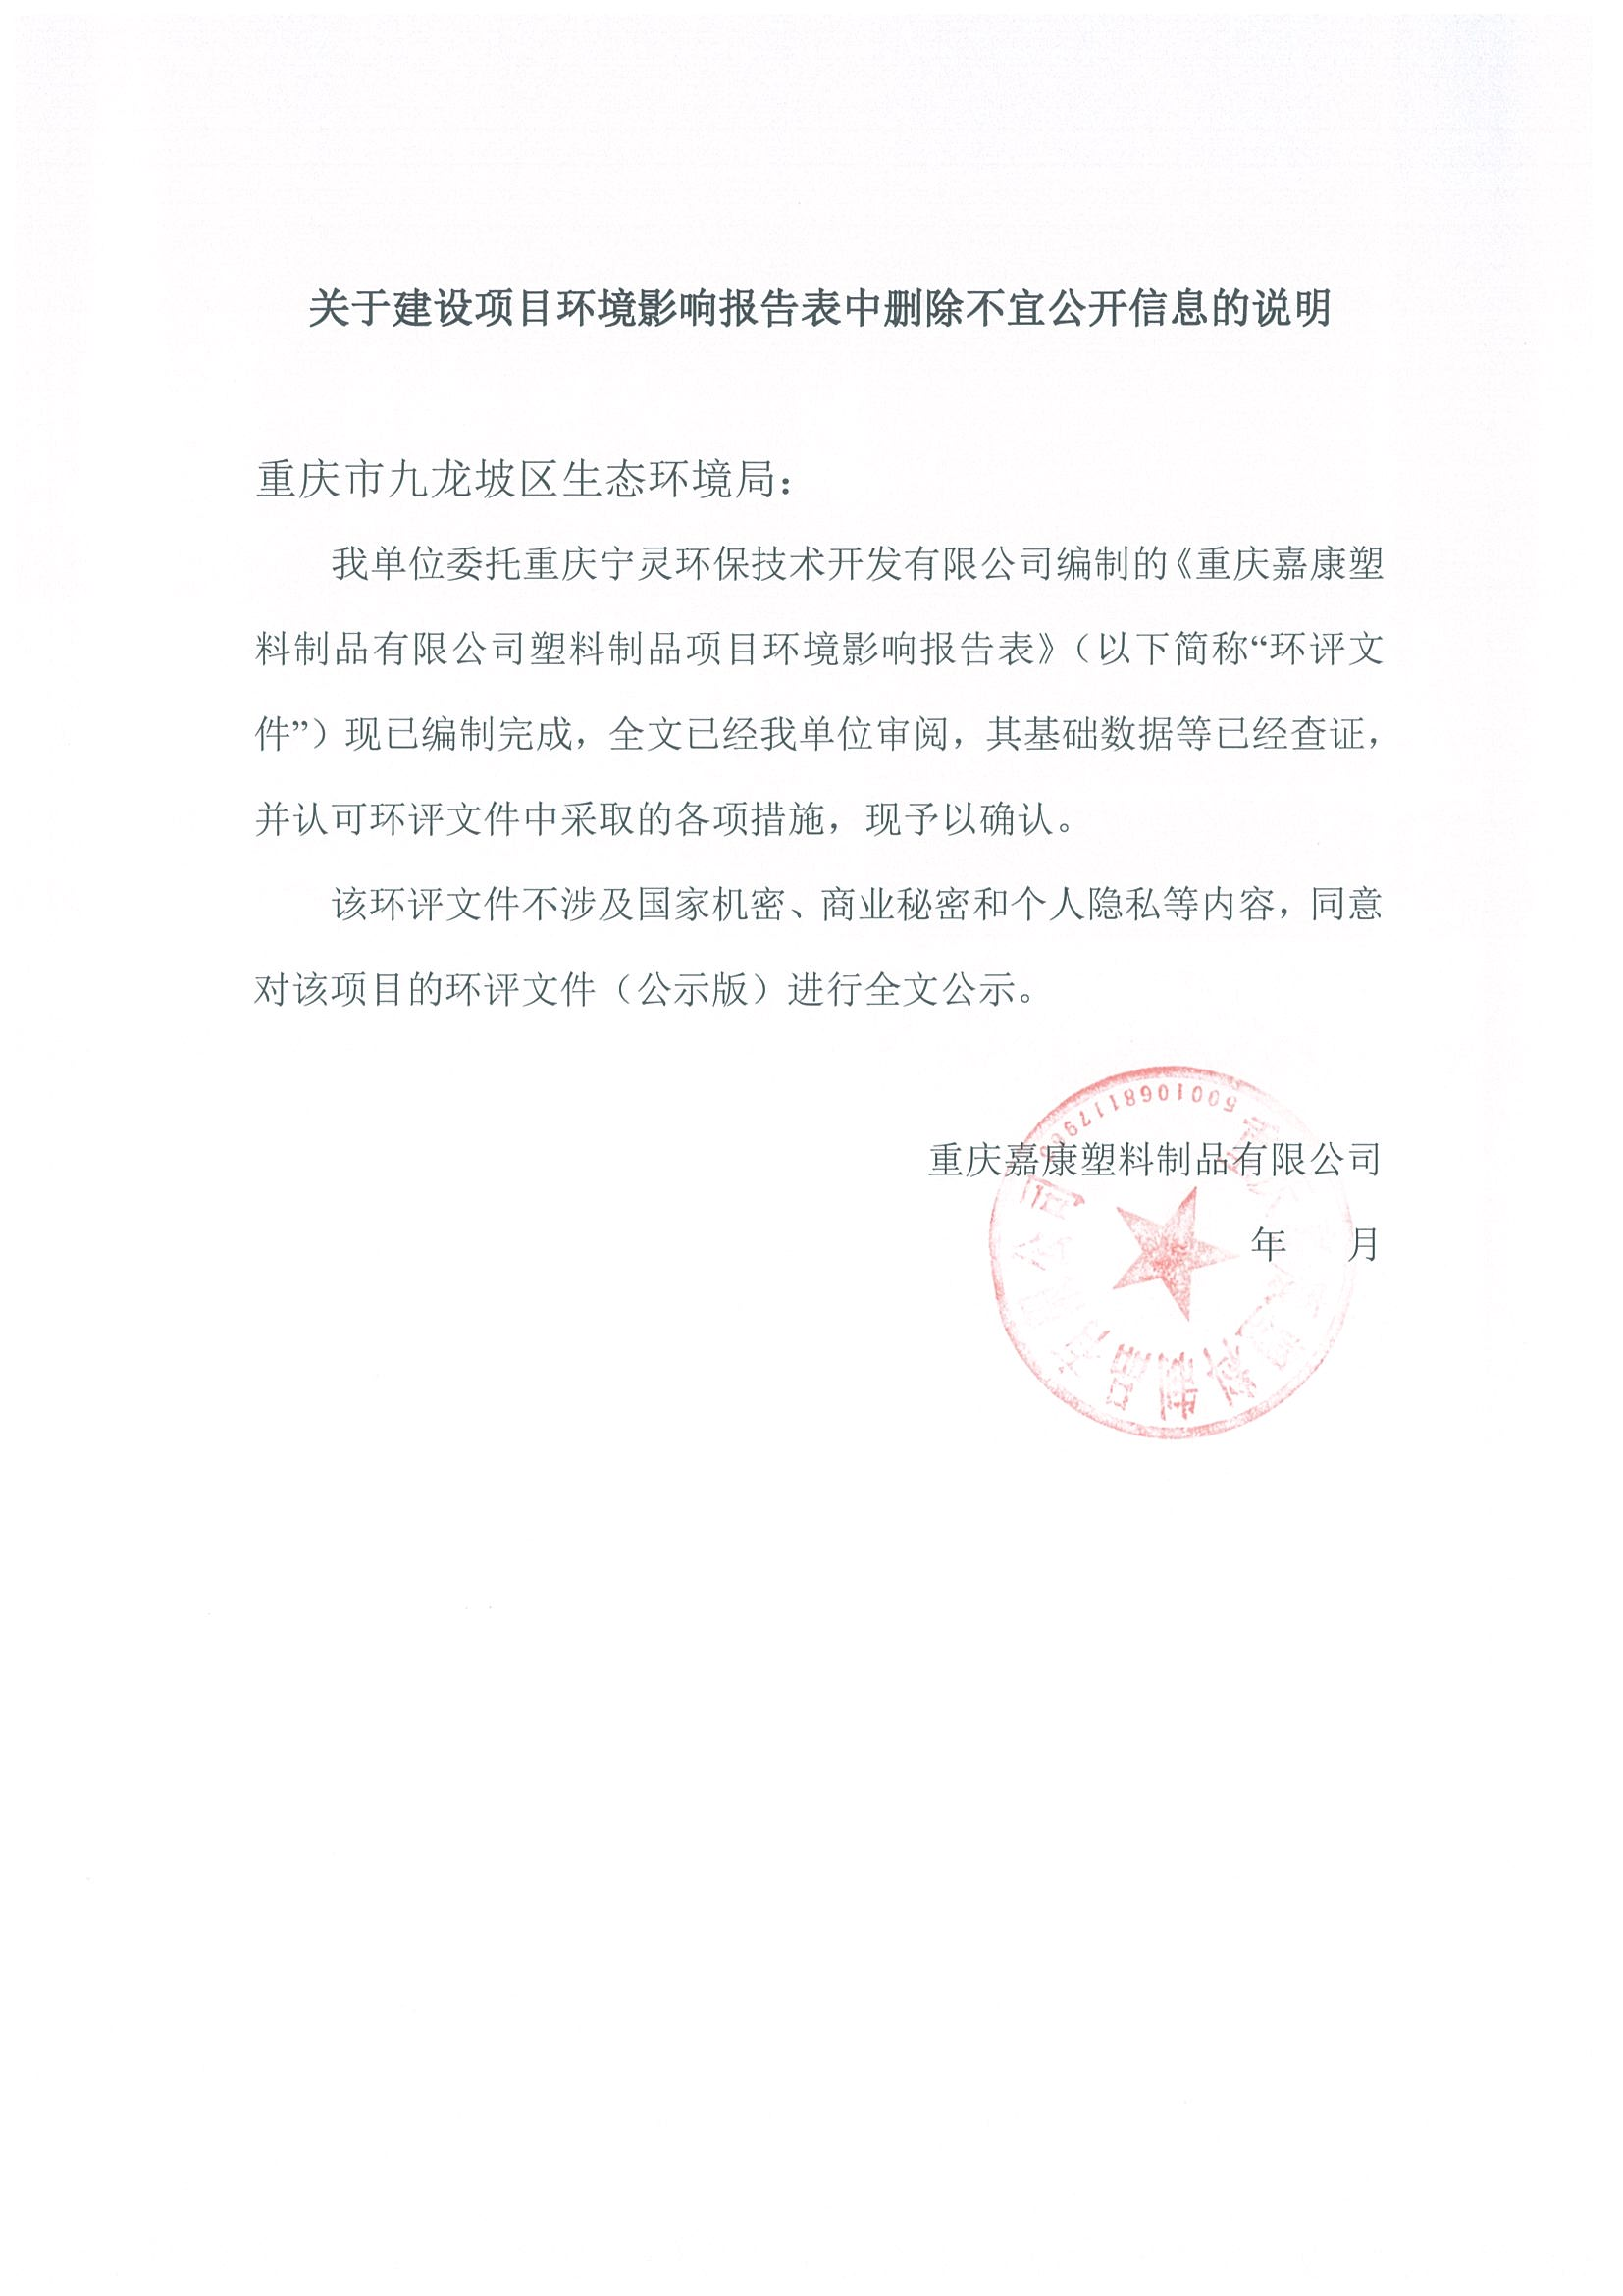 关于建设项目环境影响报告表中删除不宜公开信息的说明
重庆市九龙坡区生态环境局：
我单位委托重庆宁灵环保技术开发有限公司编制的《重庆嘉康塑
料制品有限公司塑料制品项目环境影响报告表》（以下简称“环评文
件”）现已编制完成，全文已经我单位审阅，其基础数据等已经查证，
并认可环评文件中采取的各项措施，现予以确认。
该环评文件不涉及国家机密、商业秘密和个人隐私等内容，同意
对该项目的环评文件（公示版）进行全文公示。
重庆嘉康塑料制品有限公司
年 月